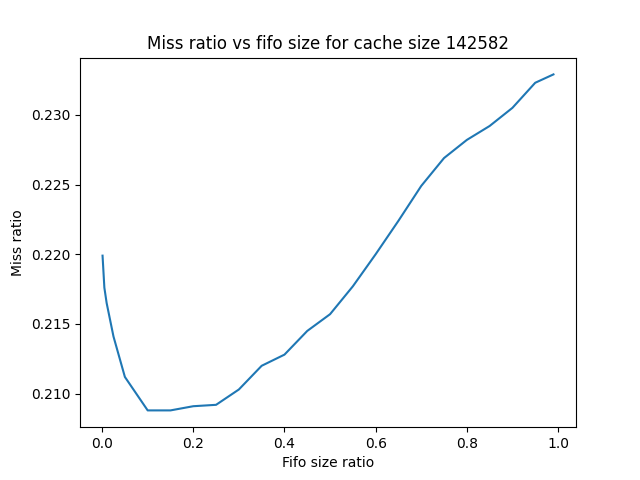 Miss ratio vs fifo size for cache size 142582
0.230
0.225
0.220
0.215
0.210
Miss ratio
0.0 0.2 0.4 0.6 0.8 1.0
Fifo size ratio